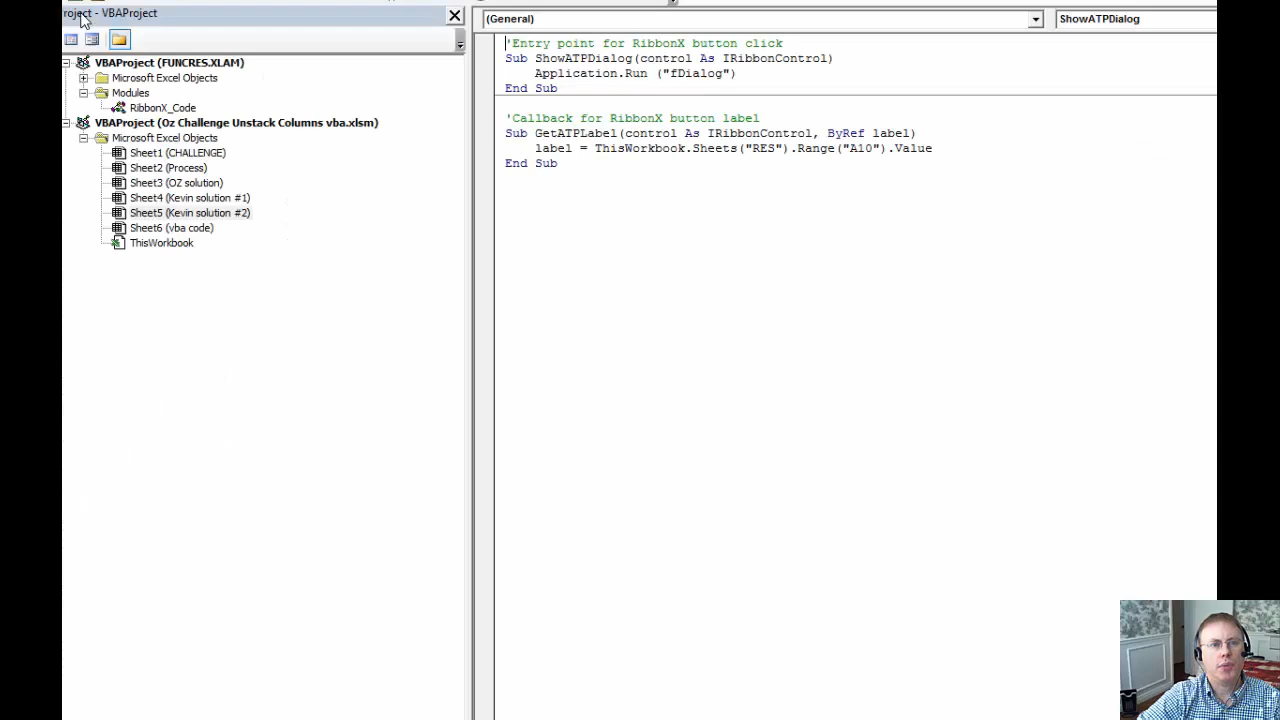 roject - VBAProject
VBAProject (FUNCRES.XLAM)
Microsoft Excel Objects
Modules
RibbonX_Code
VBAProject (Oz Challenge Unstack Columns vba.xlsm)
Microsoft Excel Objects
Sheet1 (CHALLENGE)
Sheet2 (Process)
Sheet3 (OZ solution)
Sheet4 (Kevin solution #1)
Sheet5 (Kevin solution #2)
Sheet6 (vba code)
ThisWorkbook
(General)
ShowATPDialog
'Entry point for RibbonX button click
Sub ShowATPDialog(control As IRibbonControl)
Application.Run ("fDialog")
End Sub
'Callback for RibbonX button label
Sub GetATPLabel(control As IRibbonControl, ByRef label)
label = ThisWorkbook.Sheets("RES").Range("A10").Value
End Sub